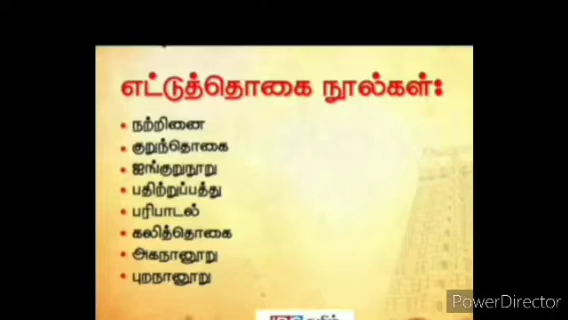 எட்டுத்தொகை நூல்கள்:
• நற்றினை
• குறுந்தொகை
• ஐங்குறுநூறு
• பதிற்றுப்பத்து
• பரிபாடல்
• கலித்தொகை
• அகநானூறு
• புறநானூறு
PowerDirector